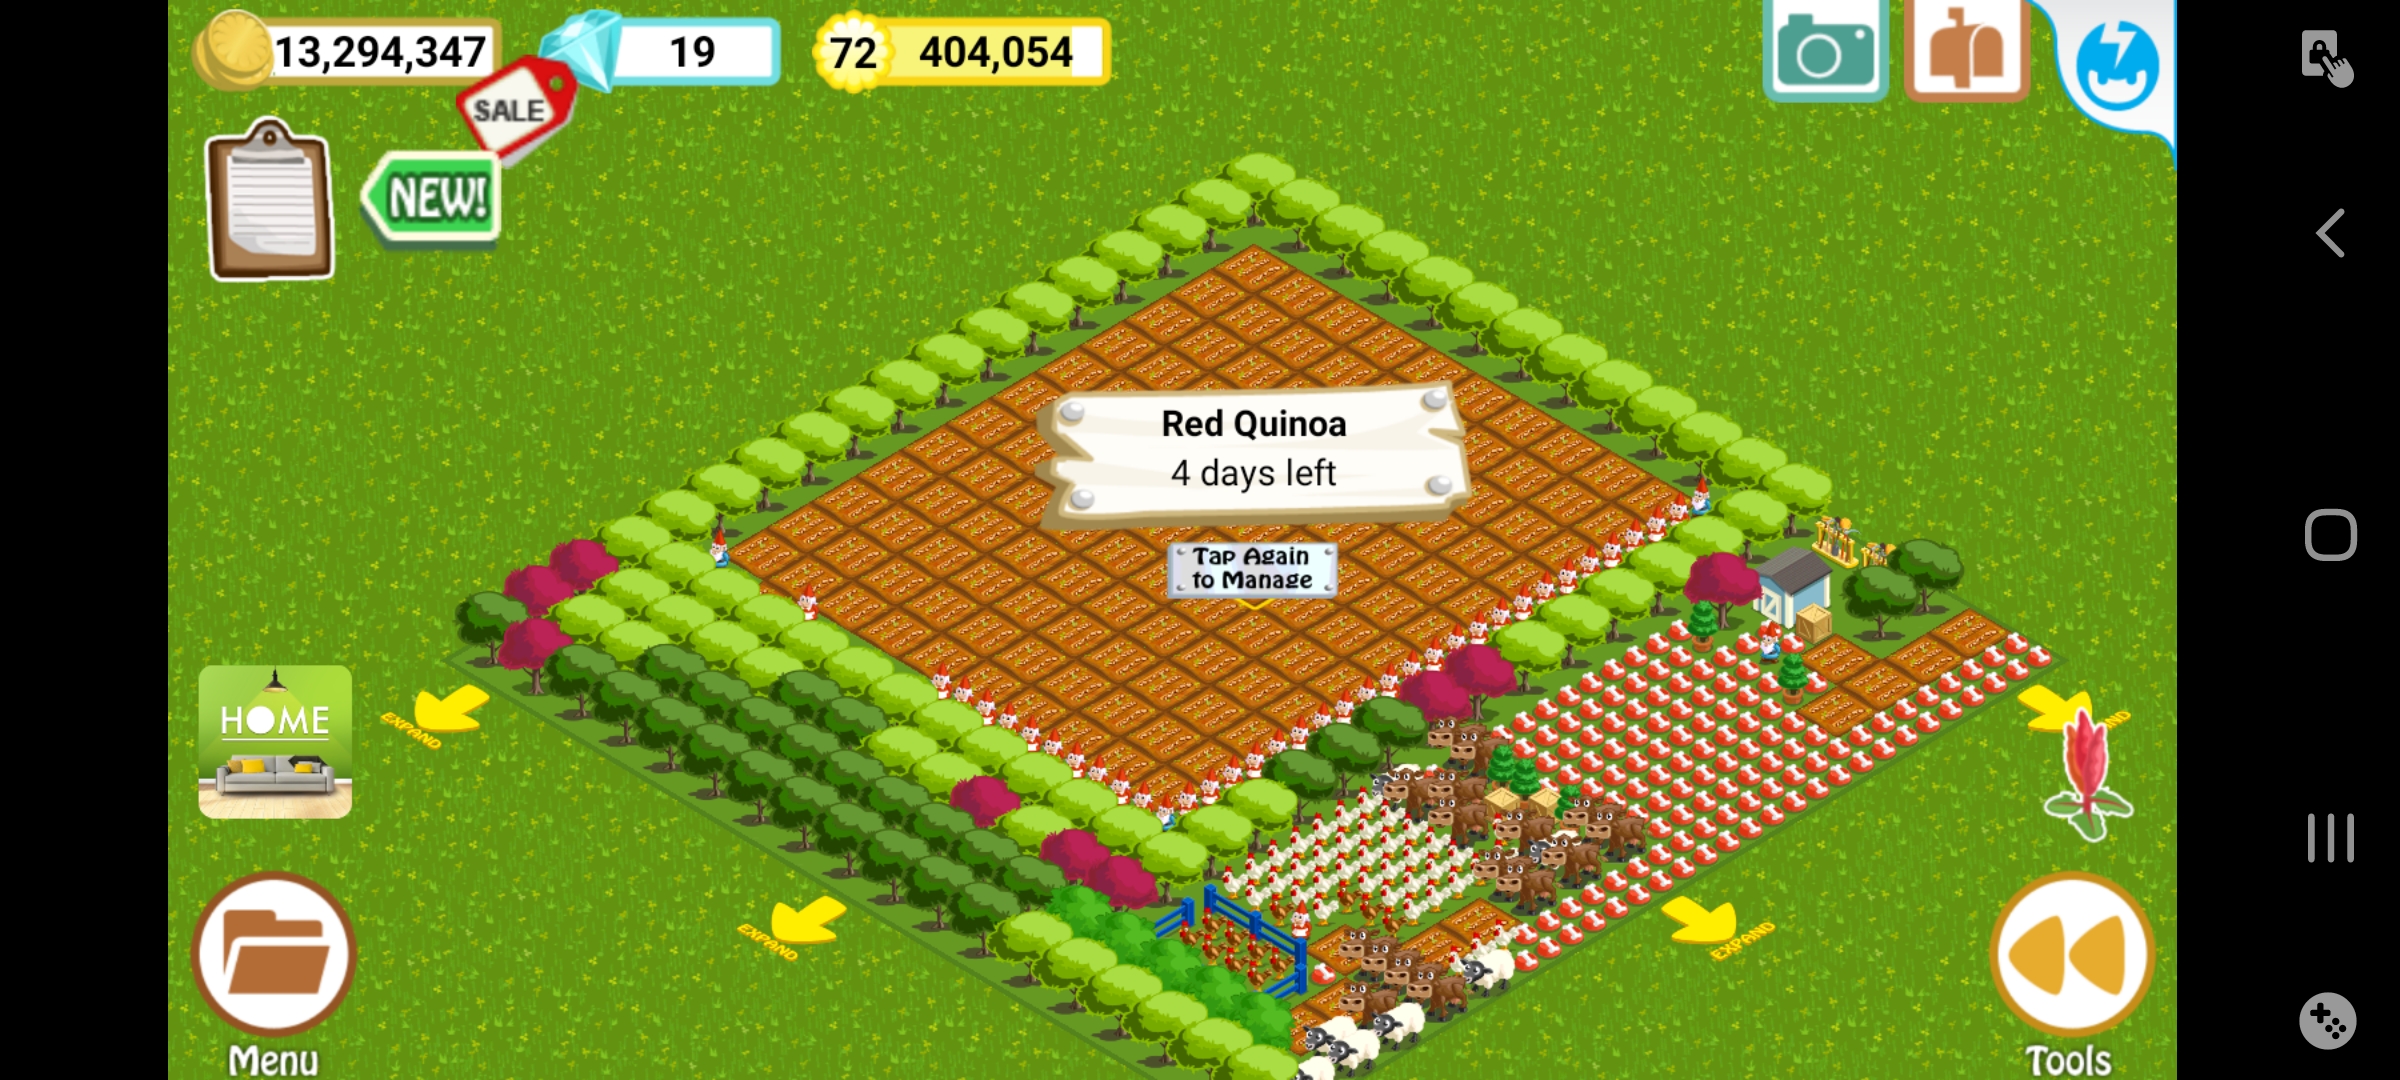 13,294,347
19
72
404,054
SALE
NEW!
Red Quinoa
4 days left
Tap Again
to Manage
HOME
EXPAND
EXPAND
EXPAND
Menu
Tools